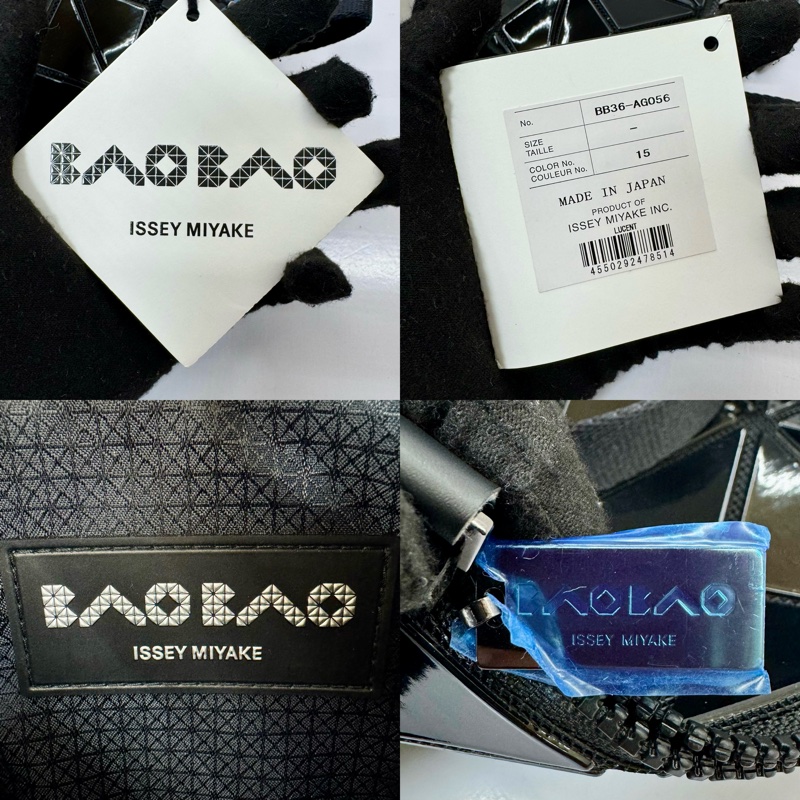 BAO BAO
ISSEY MIYAKE
No. BB36-AG056
SIZE
TAILLE -
COLOR No.
COULEUR No. 15
MADE IN JAPAN
PRODUCT OF
ISSEY MIYAKE INC.
LUCENT
4550292478514
BAO BAO
ISSEY MIYAKE
BAO BAO
ISSEY MIYAKE